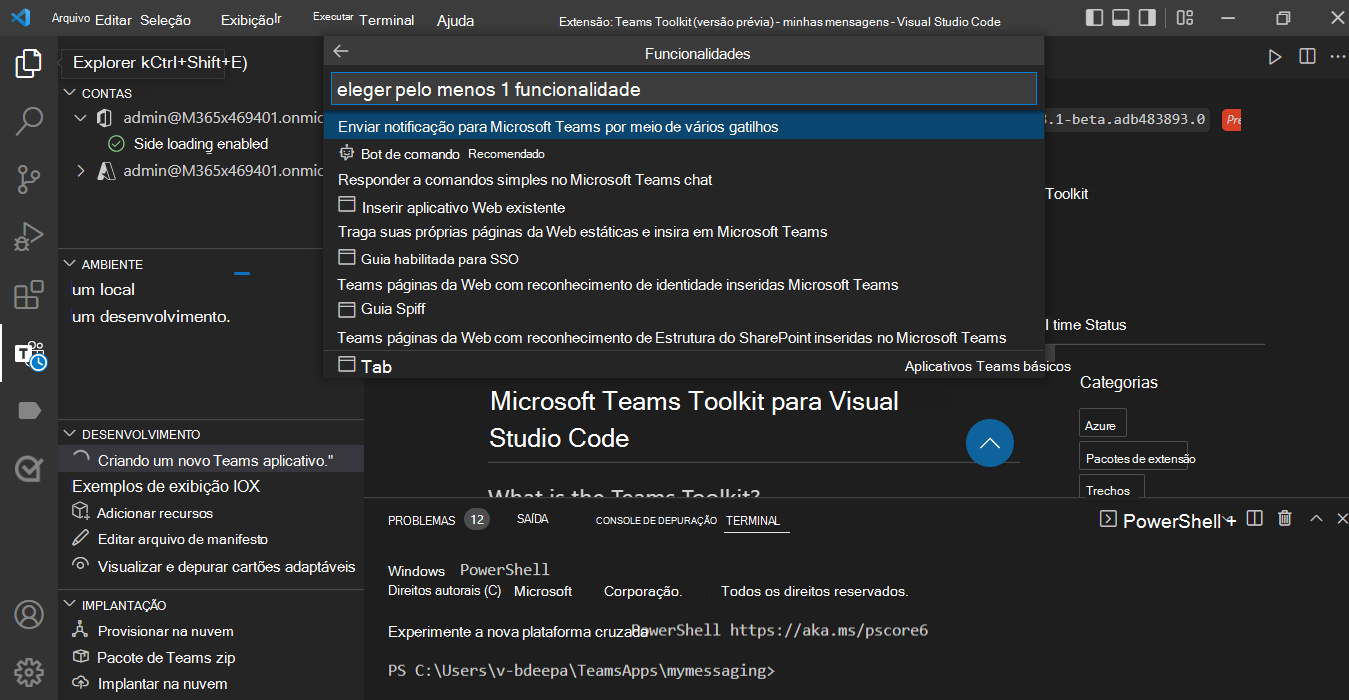 Arquivo Editar Seleção Exibição Ir Executar Terminal Ajuda Extensão: Teams Toolkit (versão prévia) - minhas mensagens - Visual Studio Code
Explorer kCtrl+Shift+E)
CONTAS
admin@M365x469401.onmic
Side loading enabled
admin@M365x469401.onmic
AMBIENTE
um local
um desenvolvimento.
DESENVOLVIMENTO
Criando um novo Teams aplicativo."
Exemplos de exibição IOX
Adicionar recursos
Editar arquivo de manifesto
Visualizar e depurar cartões adaptáveis
IMPLANTAÇÃO
Provisionar na nuvem
Pacote de Teams zip
Implantar na nuvem
Funcionalidades
eleger pelo menos 1 funcionalidade
Enviar notificação para Microsoft Teams por meio de vários gatilhos
Bot de comando Recomendado
Responder a comandos simples no Microsoft Teams chat
Inserir aplicativo Web existente
Traga suas próprias páginas da Web estáticas e insira em Microsoft Teams
Guia habilitada para SSO
Teams páginas da Web com reconhecimento de identidade inseridas Microsoft Teams
Guia Spiff
Teams páginas da Web com reconhecimento de Estrutura do SharePoint inseridas no Microsoft Teams
Tab Aplicativos Teams básicos
3.1-beta.adb483893.0 Pre
Toolkit
l time Status
Microsoft Teams Toolkit para Visual
Studio Code
What is the Teams Toolkit?
Categorias
Azure
Pacotes de extensão
Trechos
PROBLEMAS 12 SAÍDA CONSOLE DE DEPURAÇÃO TERMINAL PowerShell +
Windows PowerShell
Direitos autorais (C) Microsoft Corporação. Todos os direitos reservados.
Experimente a nova plataforma cruzada PowerShell https://aka.ms/pscore6
PS C:\Users\v-bdeepa\TeamsApps\mymessaging>